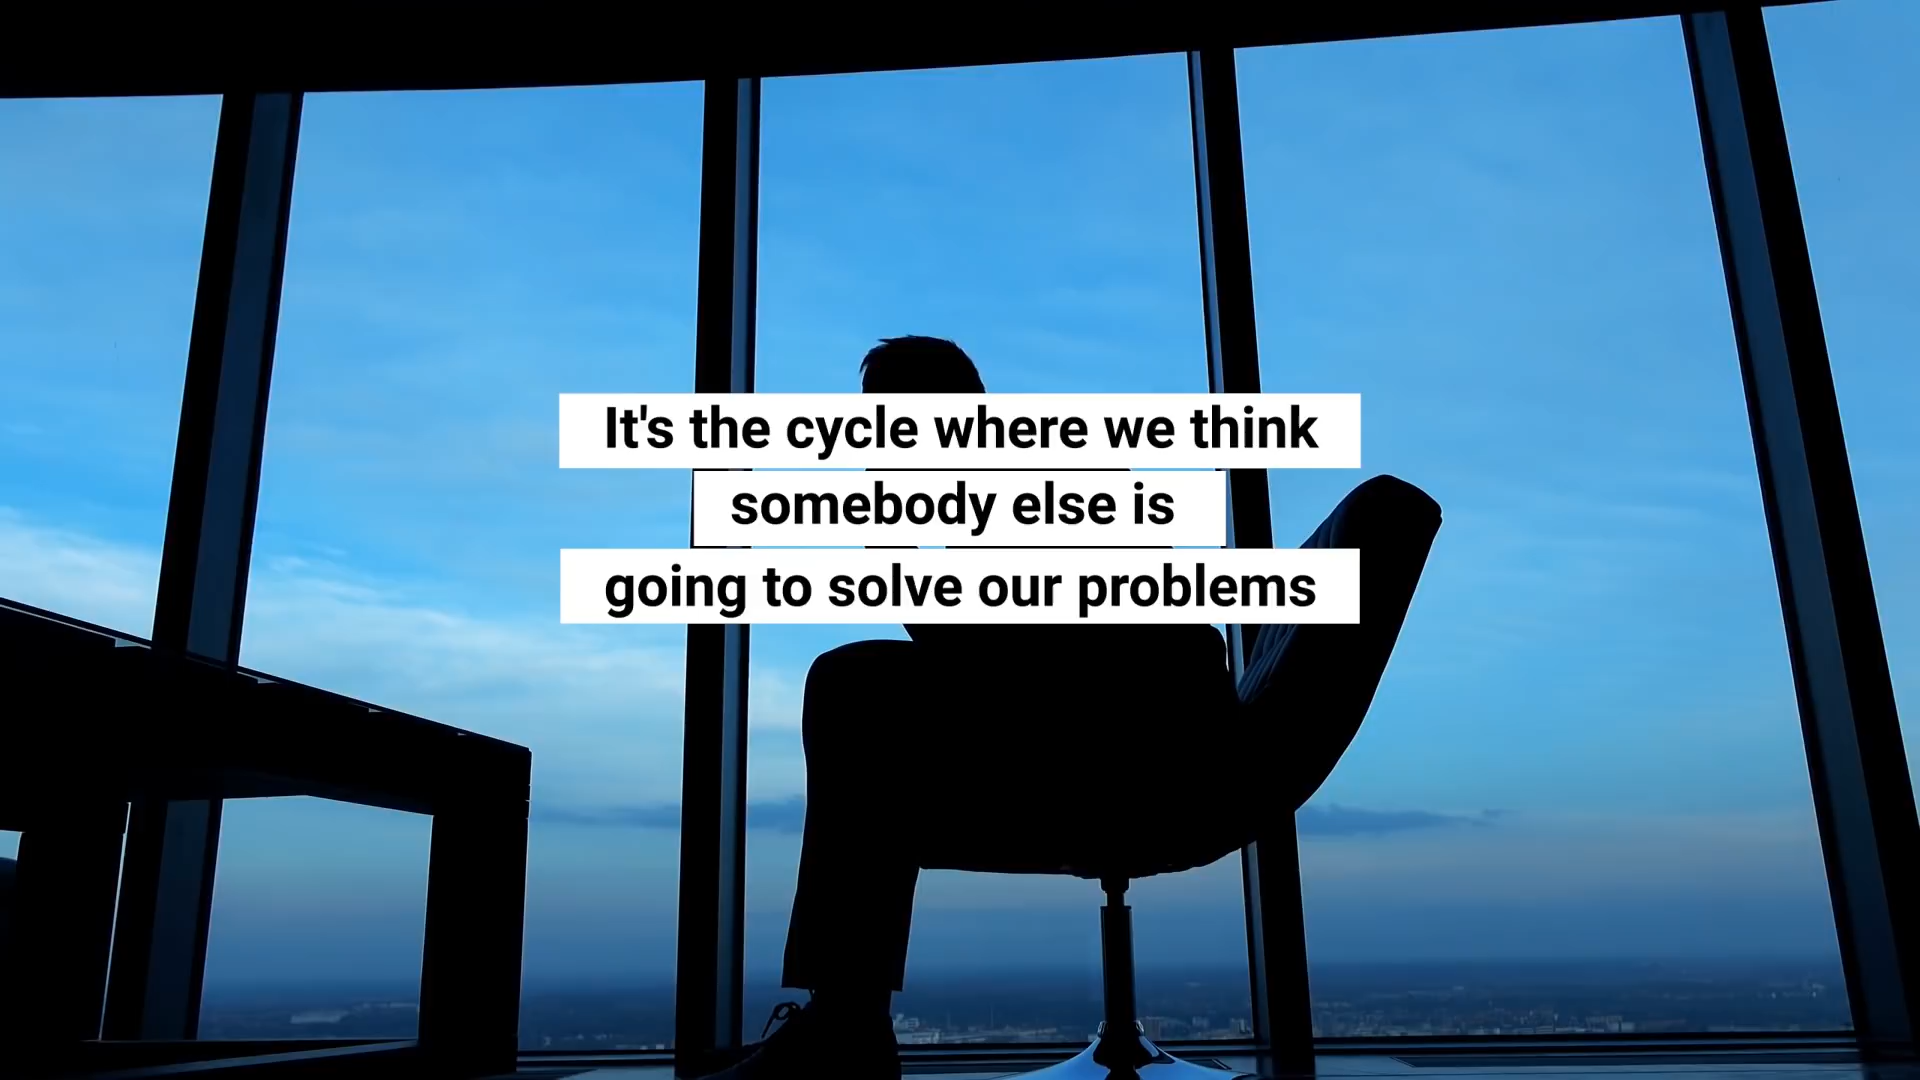 It's the cycle where we think
somebody else is
going to solve our problems